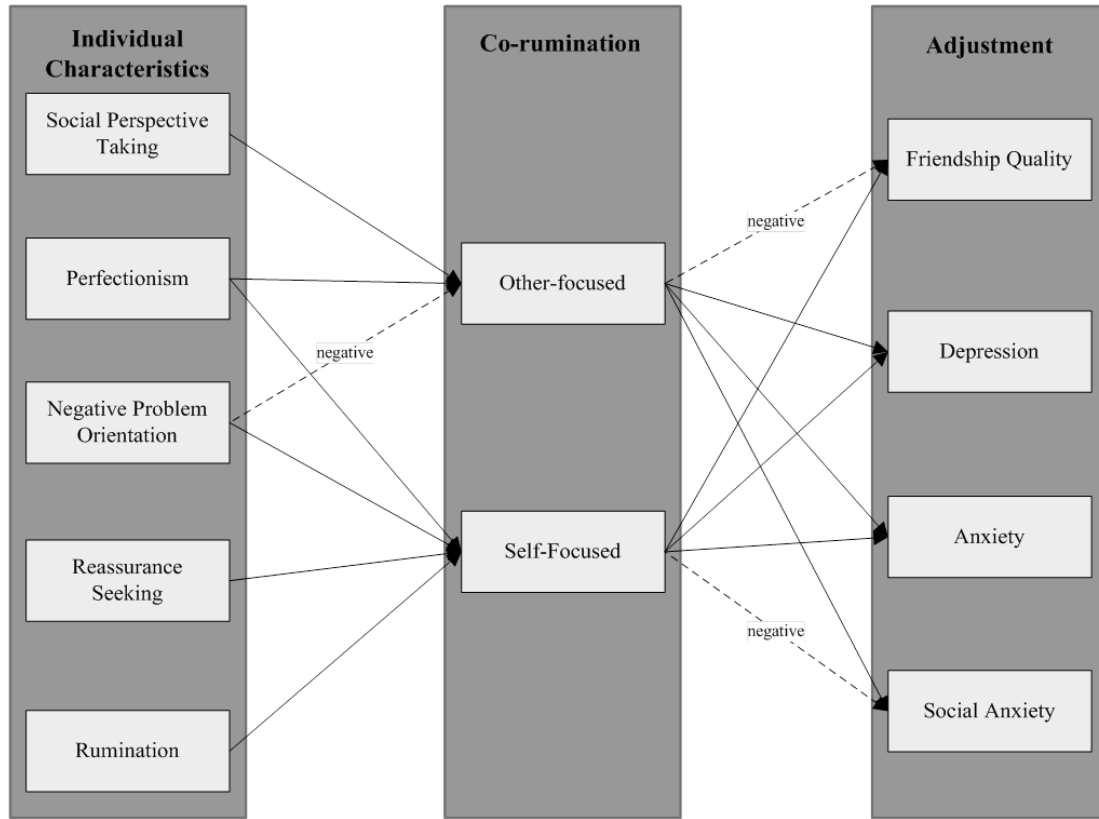 Individual
Characteristics
Social Perspective
Taking
Perfectionism
Negative Problem
Orientation
Reassurance
Seeking
Rumination
negative
Co-rumination
Other-focused
Self-Focused
negative
negative
Adjustment
Friendship Quality
Depression
Anxiety
Social Anxiety